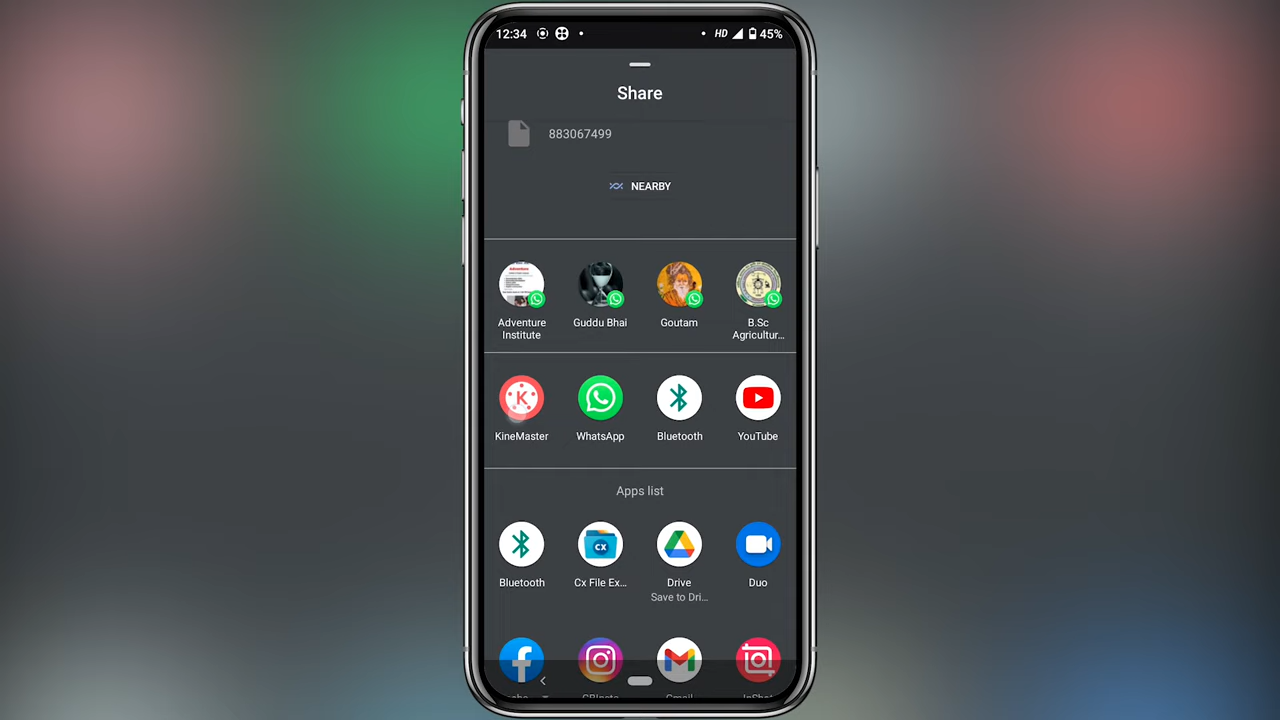 12:34
HD 45%
Share
883067499
NEARBY
Adventure
Institute
Guddu Bhai
Goutam
B.Sc
Agricultur...
KineMaster
WhatsApp
Bluetooth
YouTube
Apps list
Bluetooth
Cx File Ex...
Drive
Save to Dri...
Duo